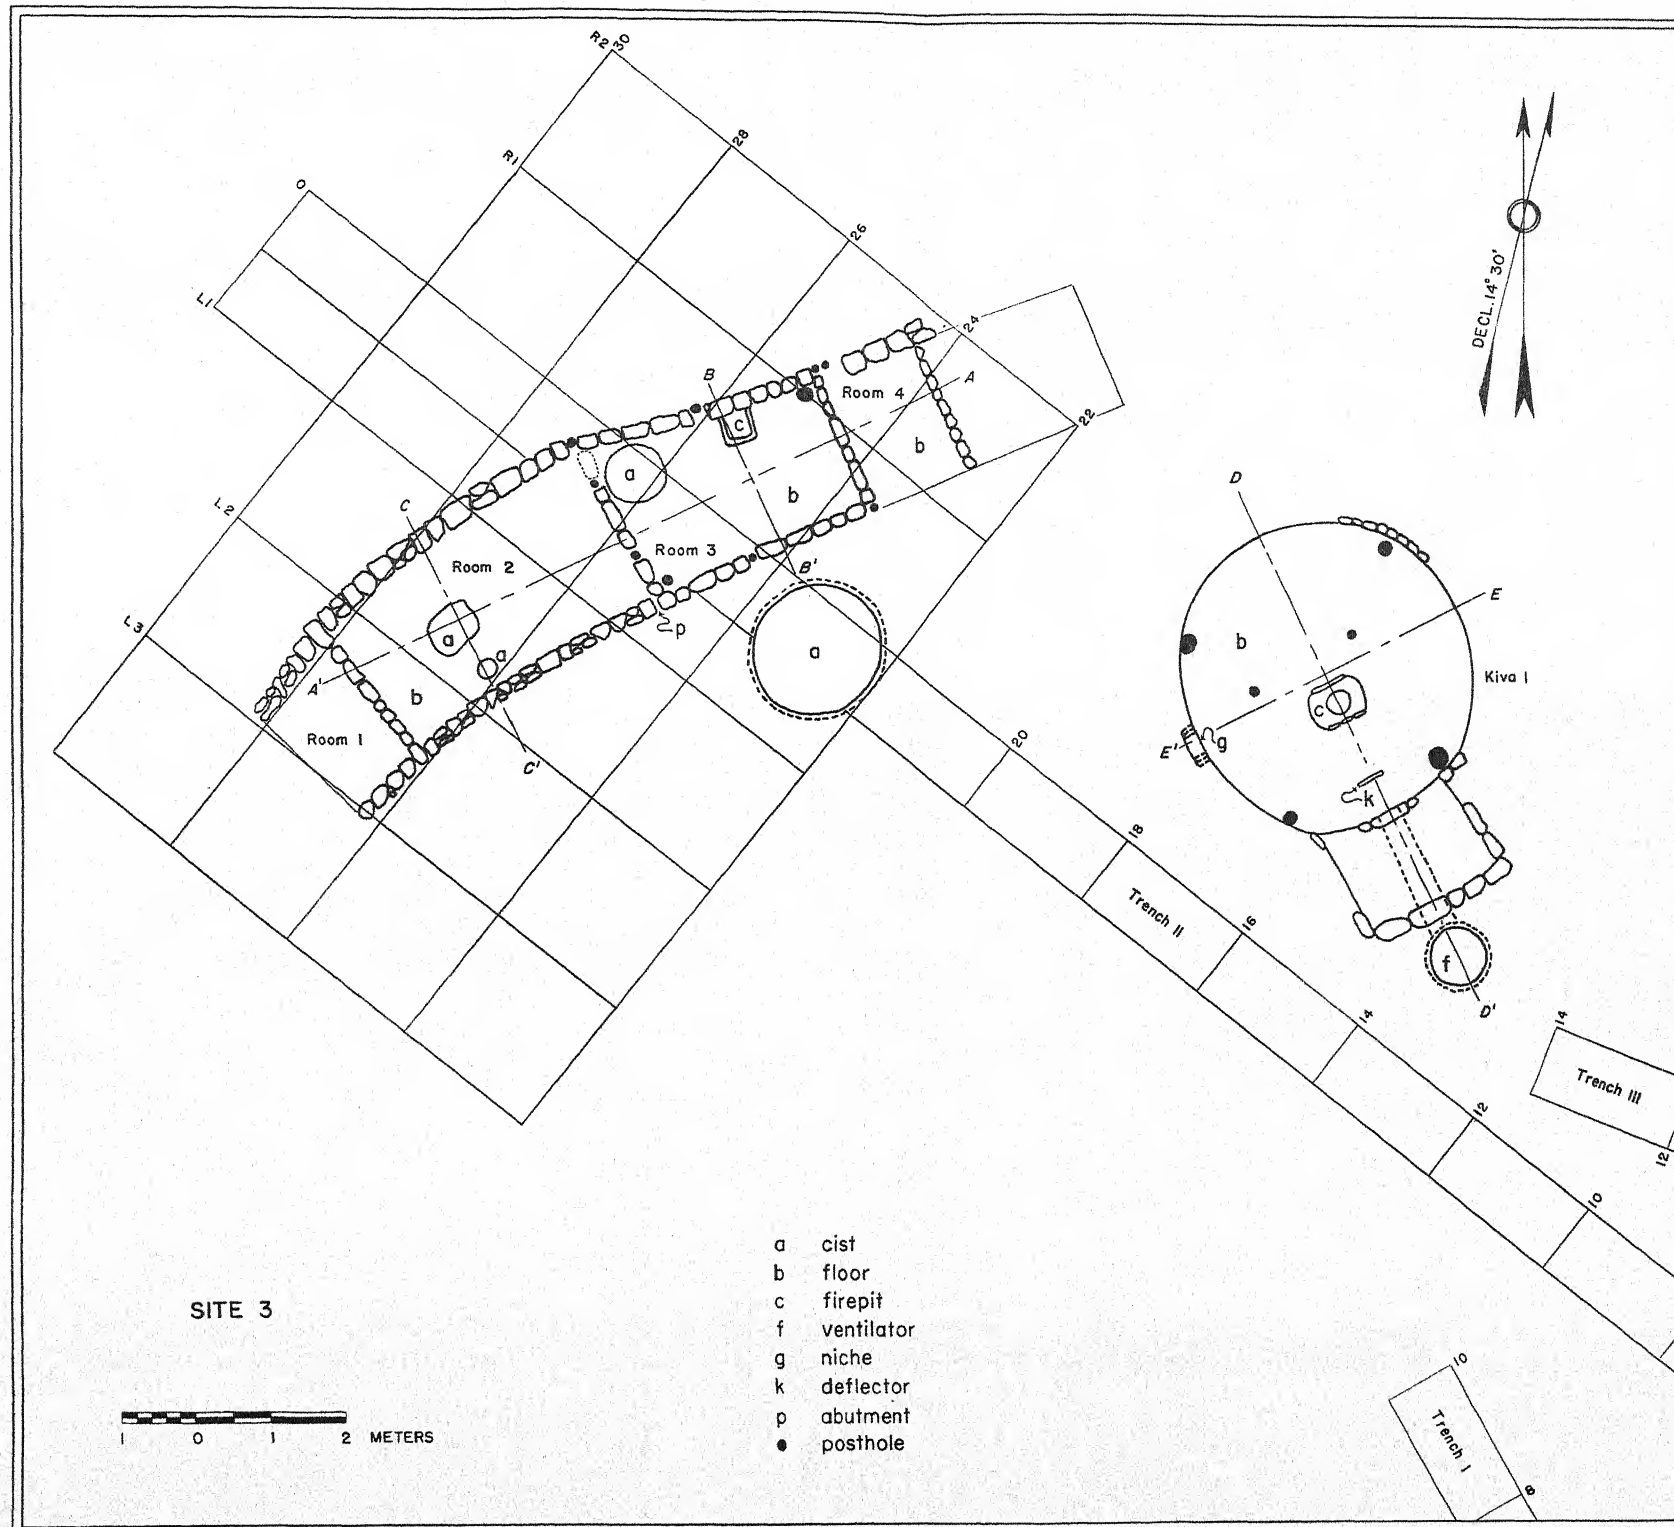 R2
30
28
R1
O
26
L1
24
22
B
A
Room 4
c
b
a
b
C
L2
Room 3
Room 2
B'
p
L3
a
a
a
A'
b
Room 1
C'
DECL. 14° 30'
D
E
b
Kiva 1
c
E'
g
k
f
D'
20
18
Trench II
16
14
14
Trench III
12
12
10
10
Trench I
8
SITE 3
a cist
b floor
c firepit
f ventilator
g niche
k deflector
p abutment
● posthole
1 0 1 2 METERS